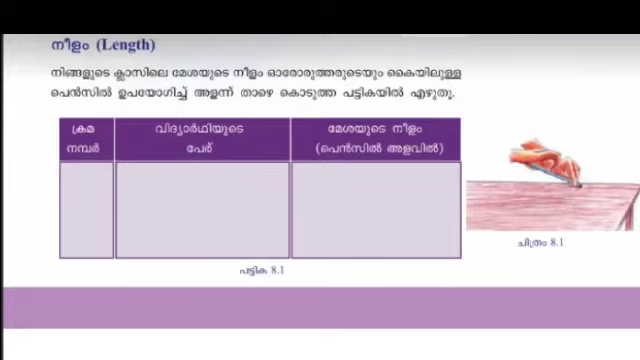 നീളം (Length)
നിങ്ങളുടെ ക്ലാസിലെ മേശയുടെ നീളം ഓരോരുത്തരുടെയും കൈയിലുള്ള
പെൻസിൽ ഉപയോഗിച്ച് അളന്ന് താഴെ കൊടുത്ത പട്ടികയിൽ എഴുതൂ.
ക്രമ
നമ്പർ
വിദ്യാർഥിയുടെ
പേര്
മേശയുടെ നീളം
(പെൻസിൽ അളവിൽ)
ചിത്രം 8.1
പട്ടിക 8.1